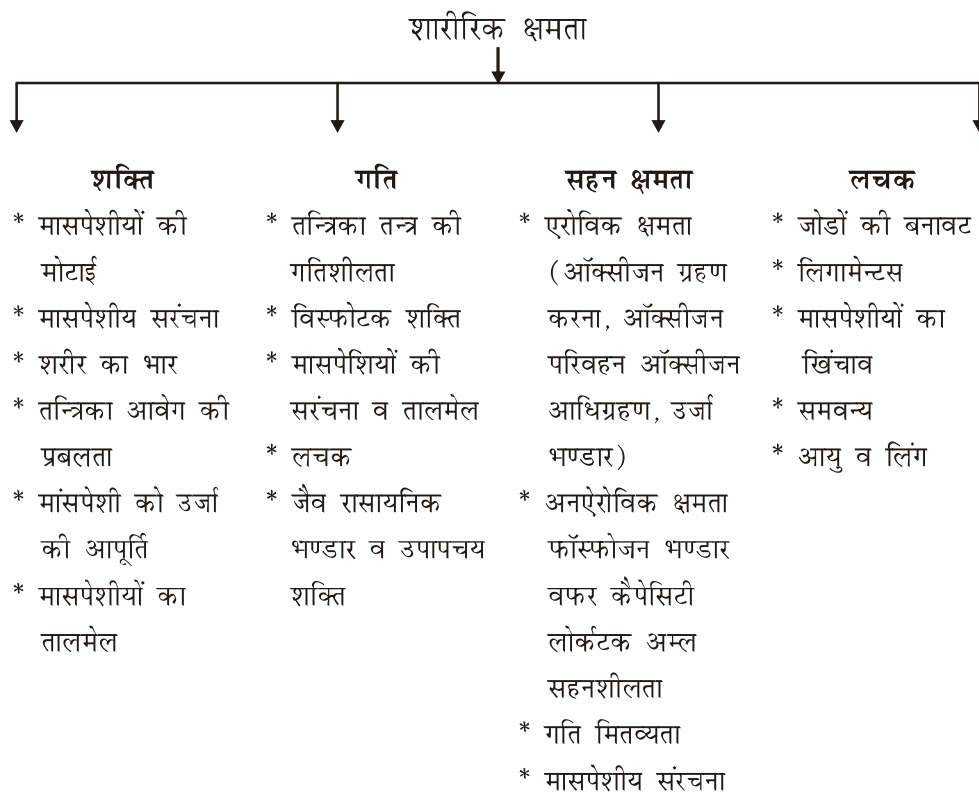 शारीरिक क्षमता
शक्ति
* मासपेशीयों की
मोटाई
* मासपेशीय सरंचना
* शरीर का भार
* तन्त्रिका आवेग की
प्रबलता
* मांसपेशी को उर्जा
की आपूर्ति
* मासपेशीयों का
तालमेल
गति
* तन्त्रिका तन्त्र की
गतिशीलता
* विस्फोटक शक्ति
* मासपेशियों की
सरंचना व तालमेल
* लचक
* जैव रासायनिक
भण्डार व उपापचय
शक्ति
सहन क्षमता
* एरोविक क्षमता
(ऑक्सीजन ग्रहण
करना, ऑक्सीजन
परिवहन ऑक्सीजन
आधिग्रहण, उर्जा
भण्डार)
* अनऐरोविक क्षमता
फॉस्फोजन भण्डार
वफर कैपेसिटी
लोर्कटक अम्ल
सहनशीलता
* गति मितव्यता
* मासपेशीय संरचना
लचक
* जोडों की बनावट
* लिगामेन्टस
* मासपेशीयों का
खिंचाव
* समवन्य
* आयु व लिंग